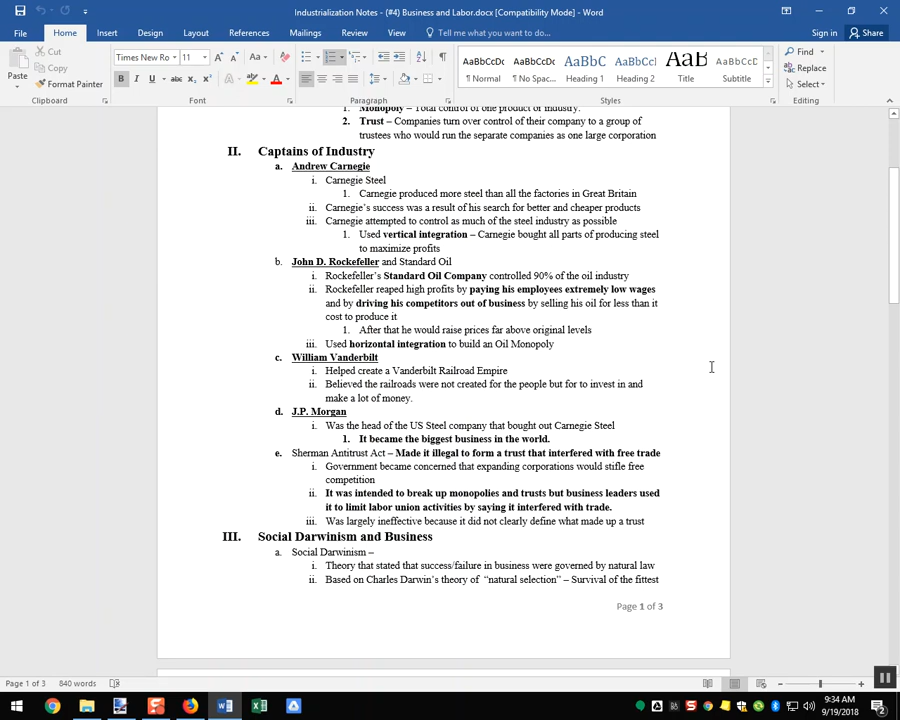 Industrialization Notes - (#4) Business and Labor.docx [Compatibility Mode] - Word
File Home Insert Design Layout References Mailings Review View Tell me what you want to do... Sign in Share
Cut
Copy
Format Painter
Paste
Clipboard
Times New Ro 11
B I U abc
Font
Paragraph
AaBbCcDc AaBbCcDc AaBbC AaBbCcl AaB AaBbCcD
¶ Normal ¶ No Spac... Heading 1 Heading 2 Title Subtitle
Styles
Find
Replace
Select
Editing
1. Monopoly – Total control of one product or industry.
2. Trust – Companies turn over control of their company to a group of
trustees who would run the separate companies as one large corporation
II. Captains of Industry
a. Andrew Carnegie
i. Carnegie Steel
1. Carnegie produced more steel than all the factories in Great Britain
ii. Carnegie's success was a result of his search for better and cheaper products
iii. Carnegie attempted to control as much of the steel industry as possible
1. Used vertical integration – Carnegie bought all parts of producing steel
to maximize profits
b. John D. Rockefeller and Standard Oil
i. Rockefeller's Standard Oil Company controlled 90% of the oil industry
ii. Rockefeller reaped high profits by paying his employees extremely low wages
and by driving his competitors out of business by selling his oil for less than it
cost to produce it
1. After that he would raise prices far above original levels
iii. Used horizontal integration to build an Oil Monopoly
c. William Vanderbilt
i. Helped create a Vanderbilt Railroad Empire
ii. Believed the railroads were not created for the people but for to invest in and
make a lot of money.
d. J.P. Morgan
i. Was the head of the US Steel company that bought out Carnegie Steel
1. It became the biggest business in the world.
e. Sherman Antitrust Act – Made it illegal to form a trust that interfered with free trade
i. Government became concerned that expanding corporations would stifle free
competition
ii. It was intended to break up monopolies and trusts but business leaders used
it to limit labor union activities by saying it interfered with trade.
iii. Was largely ineffective because it did not clearly define what made up a trust
III. Social Darwinism and Business
a. Social Darwinism –
i. Theory that stated that success/failure in business were governed by natural law
ii. Based on Charles Darwin's theory of "natural selection" – Survival of the fittest
Page 1 of 3
Page 1 of 3 840 words
9:34 AM
9/19/2018